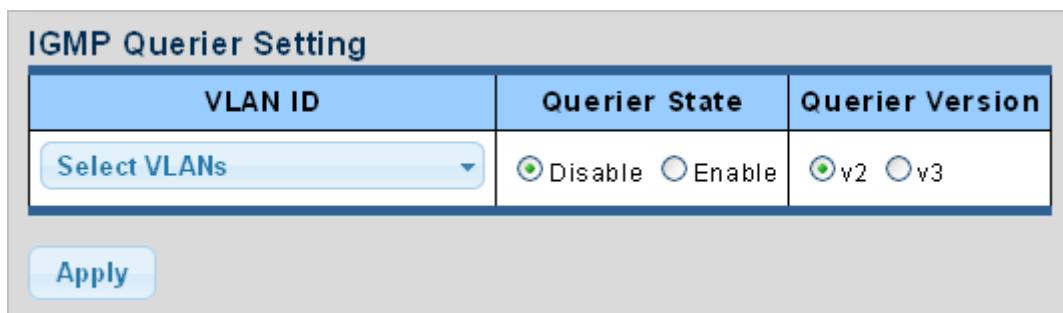 IGMP Querier Setting
VLAN ID Querier State Querier Version
Select VLANs Disable Enable v2 v3
Apply